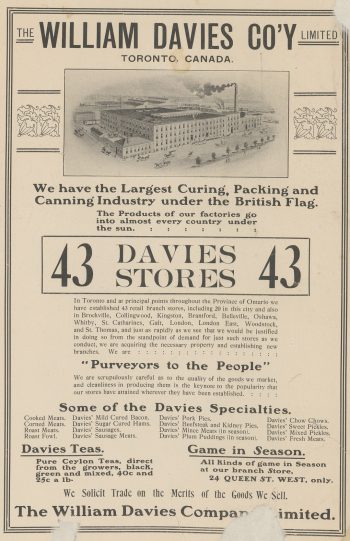 THE WILLIAM DAVIES CO'Y LIMITED
TORONTO, CANADA.
We have the Largest Curing, Packing and
Canning Industry under the British Flag.
The Products of our factories go
into almost every country under
the sun. : : : : : : :
43 DAVIES STORES 43
In Toronto and at principal points throughout the Province of Ontario we
have established 43 retail branch stores, including 20 in this city and also
in Brockville, Collingwood, Kingston, Brantford, Belleville, Oshawa,
Whitby, St. Catharines, Galt, London, London East, Woodstock,
and St. Thomas, and just as rapidly as we see that we would be justified
in doing so from the standpoint of demand for just such stores as we
conduct, we are acquiring the necessary property and establishing new
branches. We are : : : : : : : : : :
"Purveyors to the People"
We are scrupulously careful as to the quality of the goods we market,
and cleanliness in producing them is the keynote to the popularity that
our stores have attained wherever they have been established. : : : :
Some of the Davies Specialties.
Cooked Meats. Davies' Mild Cured Bacon. Davies' Pork Pies. Davies' Chow Chows.
Corned Meats. Davies' Sugar Cured Hams. Davies' Beefsteak and Kidney Pies. Davies' Sweet Pickles.
Roast Meats. Davies' Sausages. Davies' Mince Meats (in season). Davies' Mixed Pickles.
Roast Fowl. Davies' Sausage Meats. Davies' Plum Puddings (in season). Davies' Fresh Meats.
Davies Teas.
Pure Ceylon Teas, direct
from the growers, black,
green and mixed, 40c and
25c a lb-
Game in Season.
All kinds of game in Season
at our branch Store,
24 QUEEN ST. WEST, only.
We Solicit Trade on the Merits of the Goods We Sell.
The William Davies Company Limited.